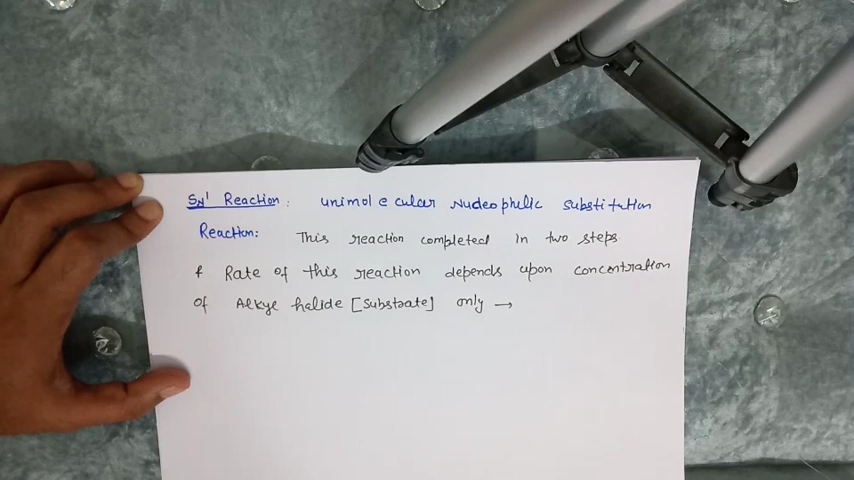 SN1 Reaction: unimolecular Nucleophilic substitution
Reaction: This reaction completed in two steps
& Rate of this reaction depends upon concentration
of Alkyl halide [Substrate] only →